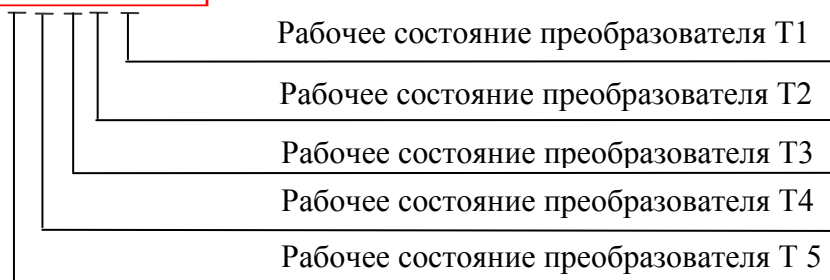 Рабочее состояние преобразователя Т1
Рабочее состояние преобразователя Т2
Рабочее состояние преобразователя Т3
Рабочее состояние преобразователя Т4
Рабочее состояние преобразователя Т 5